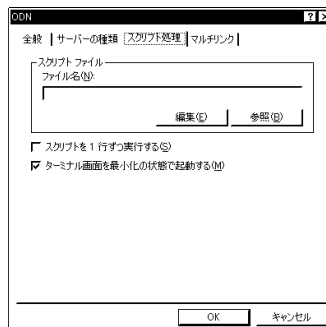 ODN
全般 サーバーの種類 スクリプト処理 マルチリンク
スクリプト ファイル
ファイル名(N):
編集(E) 参照(B)
スクリプトを 1 行ずつ実行する(S)
ターミナル画面を最小化の状態で起動する(M)
OK キャンセル